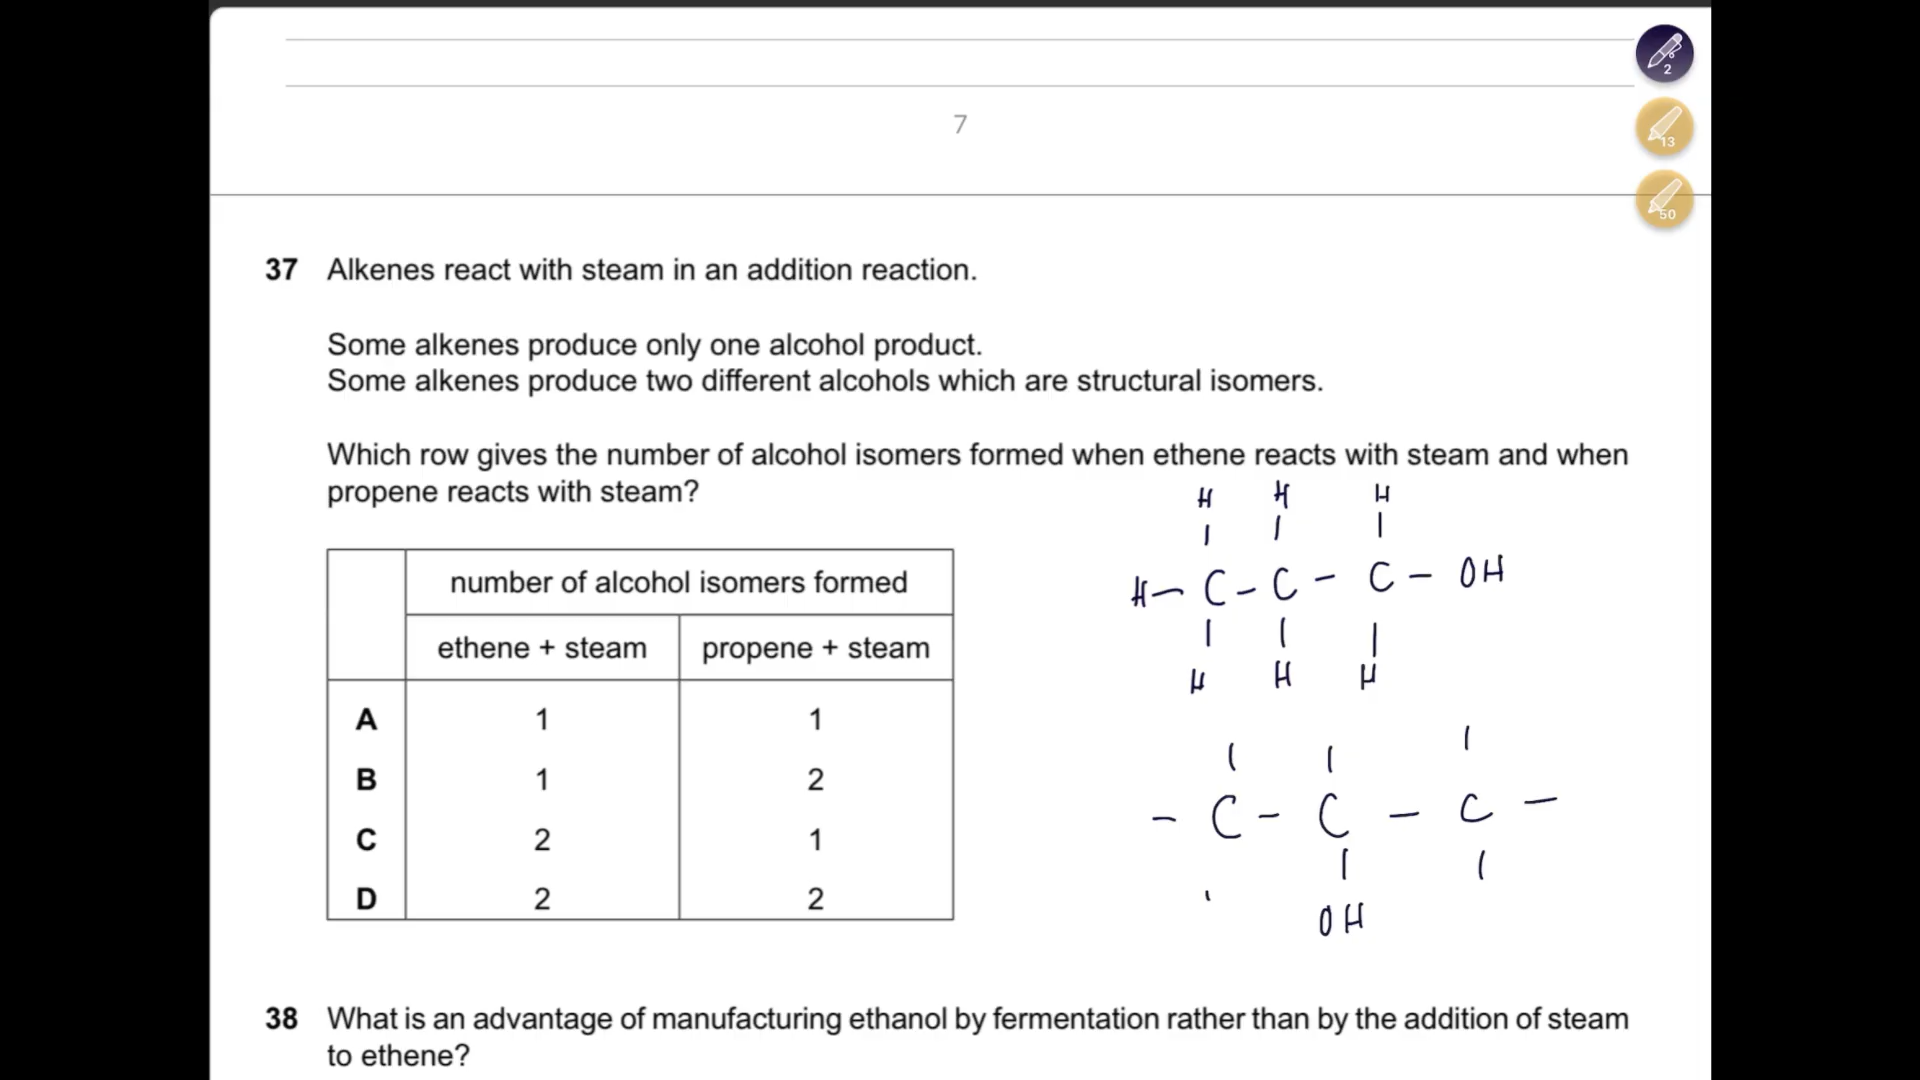 2
13
50
7
37 Alkenes react with steam in an addition reaction.
Some alkenes produce only one alcohol product.
Some alkenes produce two different alcohols which are structural isomers.
Which row gives the number of alcohol isomers formed when ethene reacts with steam and when
propene reacts with steam?
number of alcohol isomers formed
ethene + steam propene + steam
A 1 1
B 1 2
C 2 1
D 2 2
H H H
H – C – C – C – OH
H H H
– C – C – C –
OH
38 What is an advantage of manufacturing ethanol by fermentation rather than by the addition of steam
to ethene?